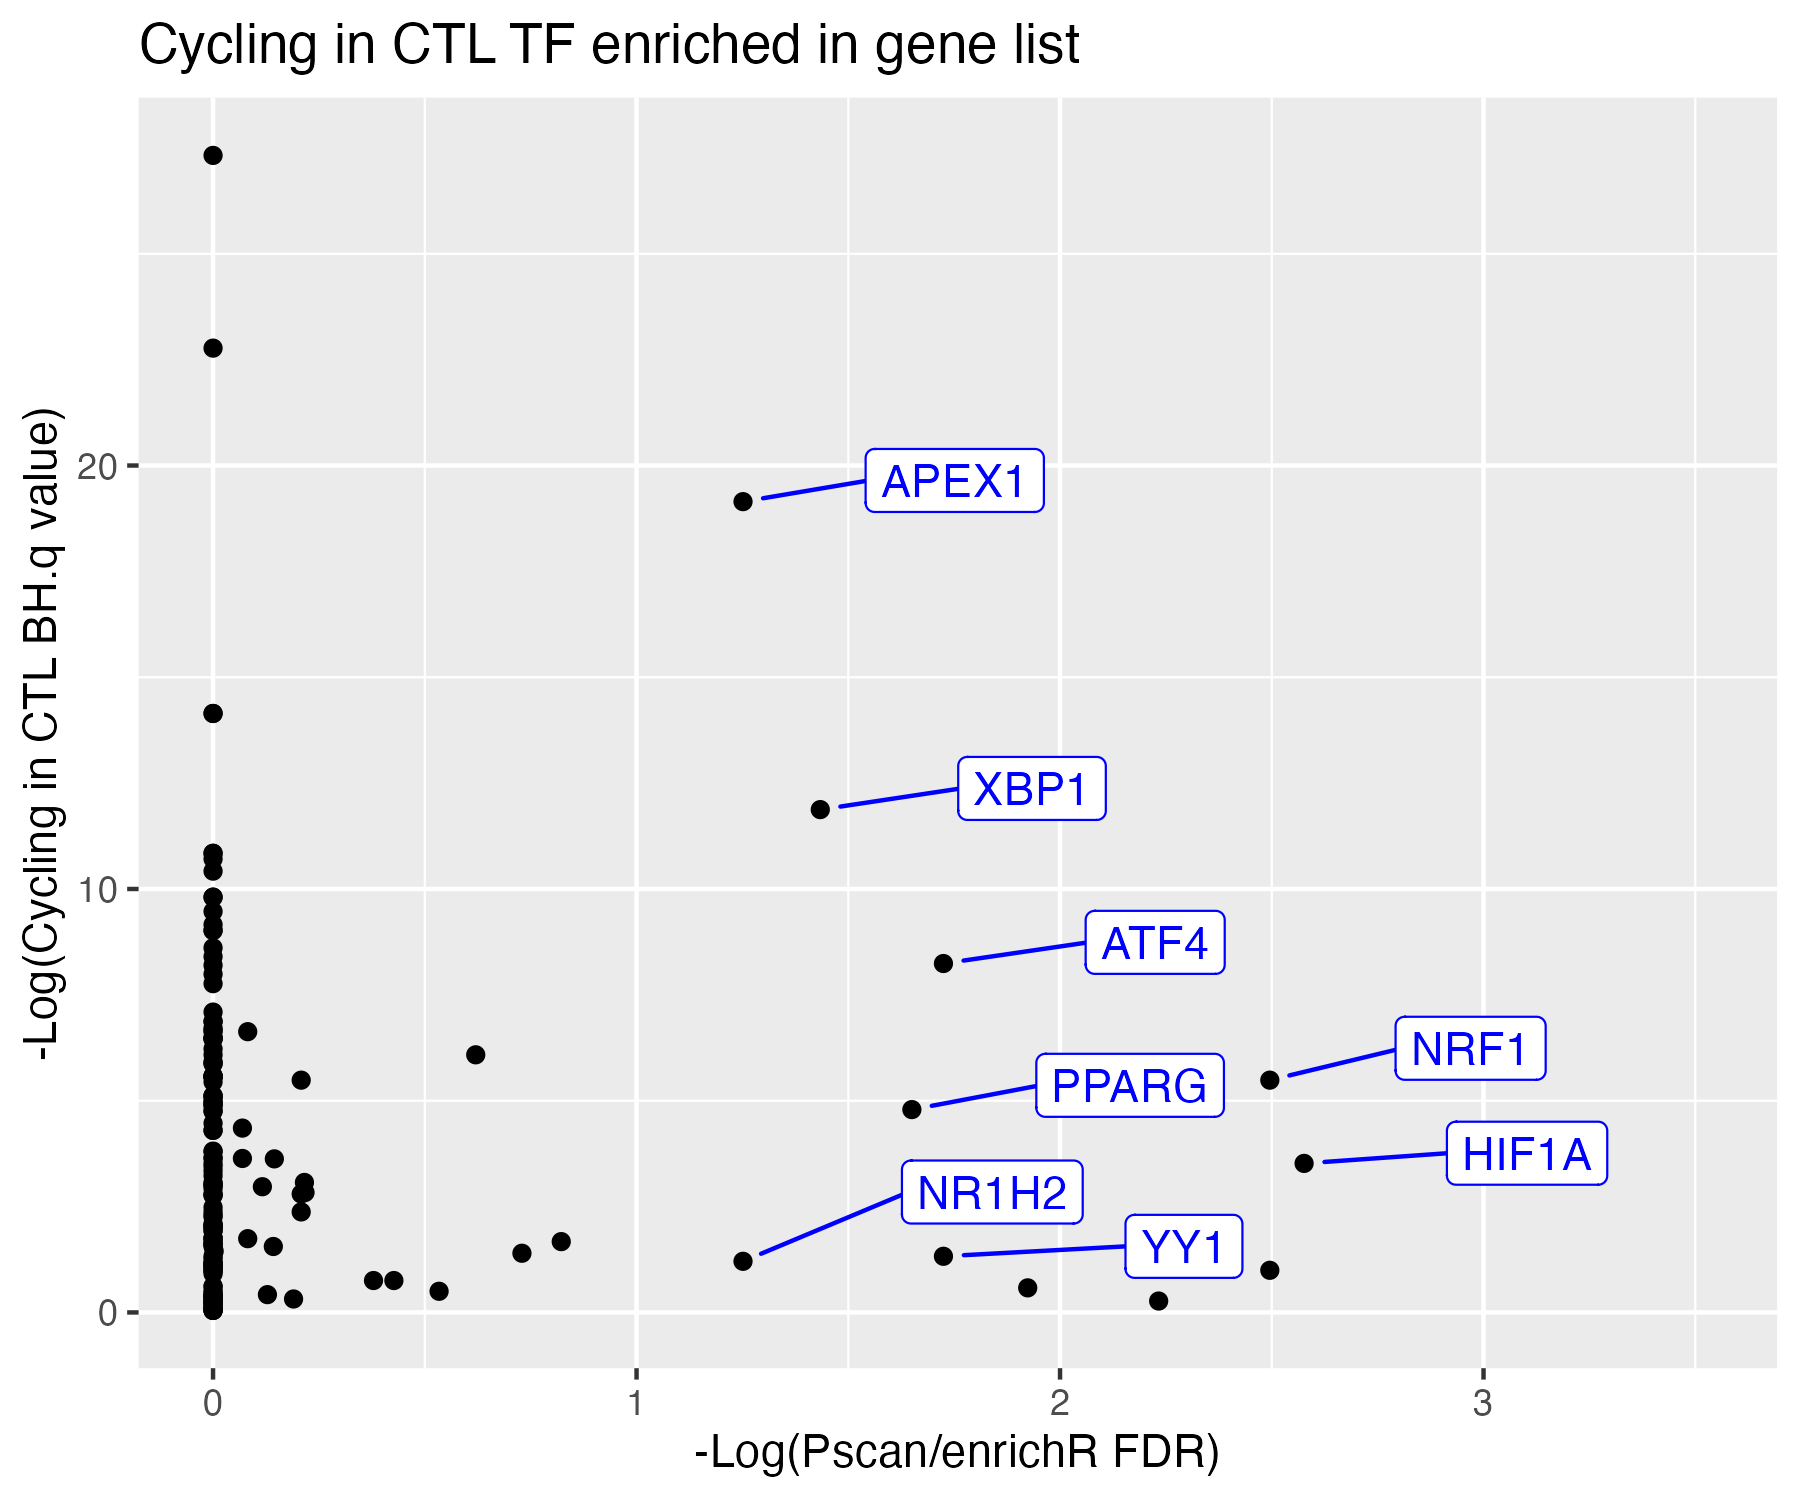 Cycling in CTL TF enriched in gene list
-Log(Cycling in CTL BH.q value)
20
10
0
APEX1
XBP1
ATF4
NRF1
PPARG
HIF1A
NR1H2
YY1
0
1
2
3
-Log(Pscan/enrichR FDR)